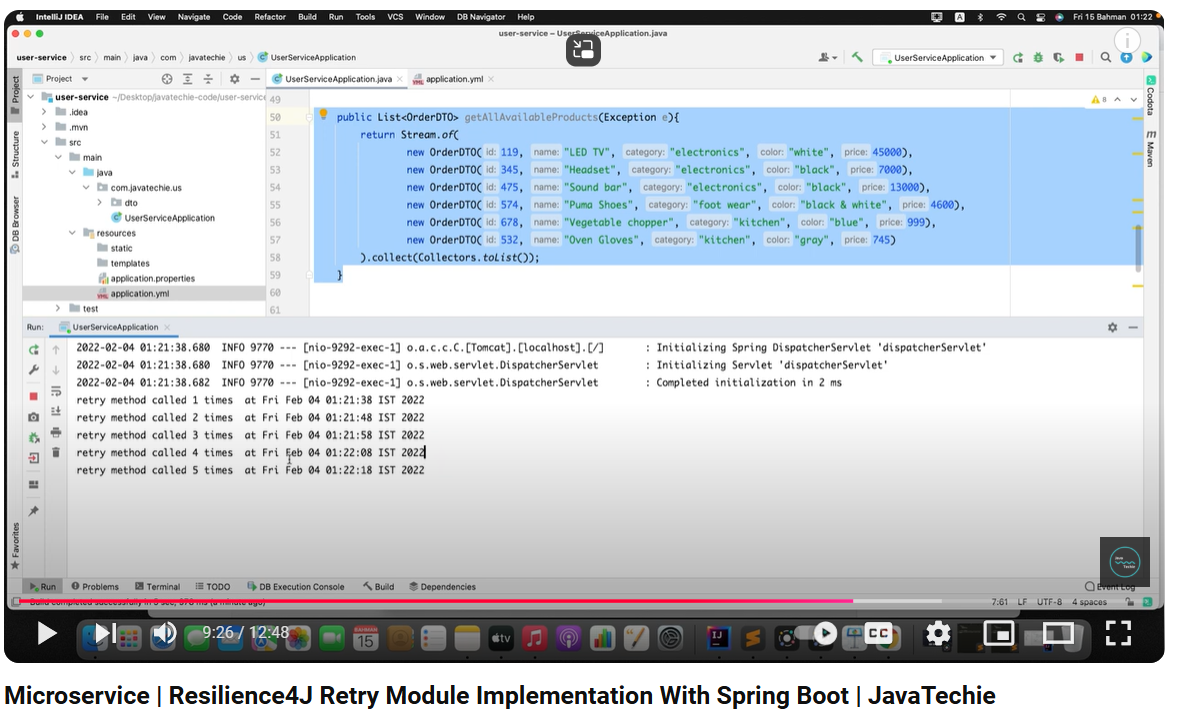 IntelliJ IDEA File Edit View Navigate Code Refactor Build Run Tools VCS Window DB Navigator Help A Fri 15 Bahman 01:22
user-service – UserServiceApplication.java
user-service src main java com javatechie us UserServiceApplication UserServiceApplication
Project UserServiceApplication.java application.yml
user-service ~/Desktop/javatechie-code/user-service 49
.idea 50 public List<OrderDTO> getAllAvailableProducts(Exception e){ 8
.mvn 51 return Stream.of(
src 52 new OrderDTO( id: 119, name: "LED TV", category: "electronics", color: "white", price: 45000),
main 53 new OrderDTO( id: 345, name: "Headset", category: "electronics", color: "black", price: 7000),
java 54 new OrderDTO( id: 475, name: "Sound bar", category: "electronics", color: "black", price: 13000),
com.javatechie.us 55 new OrderDTO( id: 574, name: "Puma Shoes", category: "foot wear", color: "black & white", price: 4600),
dto 56 new OrderDTO( id: 678, name: "Vegetable chopper", category: "kitchen", color: "blue", price: 999),
UserServiceApplication 57 new OrderDTO( id: 532, name: "Oven Gloves", category: "kitchen", color: "gray", price: 745)
resources 58 ).collect(Collectors.toList());
static 59 }
templates 60
application.properties 61
application.yml
test
Project
Structure
DB Browser
Favorites
Codota
m Maven
Run: UserServiceApplication
2022-02-04 01:21:38.680 INFO 9770 --- [nio-9292-exec-1] o.a.c.c.C.[Tomcat].[localhost].[/] : Initializing Spring DispatcherServlet 'dispatcherServlet'
2022-02-04 01:21:38.680 INFO 9770 --- [nio-9292-exec-1] o.s.web.servlet.DispatcherServlet : Initializing Servlet 'dispatcherServlet'
2022-02-04 01:21:38.682 INFO 9770 --- [nio-9292-exec-1] o.s.web.servlet.DispatcherServlet : Completed initialization in 2 ms
retry method called 1 times at Fri Feb 04 01:21:38 IST 2022
retry method called 2 times at Fri Feb 04 01:21:48 IST 2022
retry method called 3 times at Fri Feb 04 01:21:58 IST 2022
retry method called 4 times at Fri Feb 04 01:22:08 IST 2022
retry method called 5 times at Fri Feb 04 01:22:18 IST 2022
Java Techie
Run Problems Terminal TODO DB Execution Console Build Dependencies Event Log
7:61 LF UTF-8 4 spaces
9:26 / 12:48 15 tv IJ CC
Microservice | Resilience4J Retry Module Implementation With Spring Boot | JavaTechie